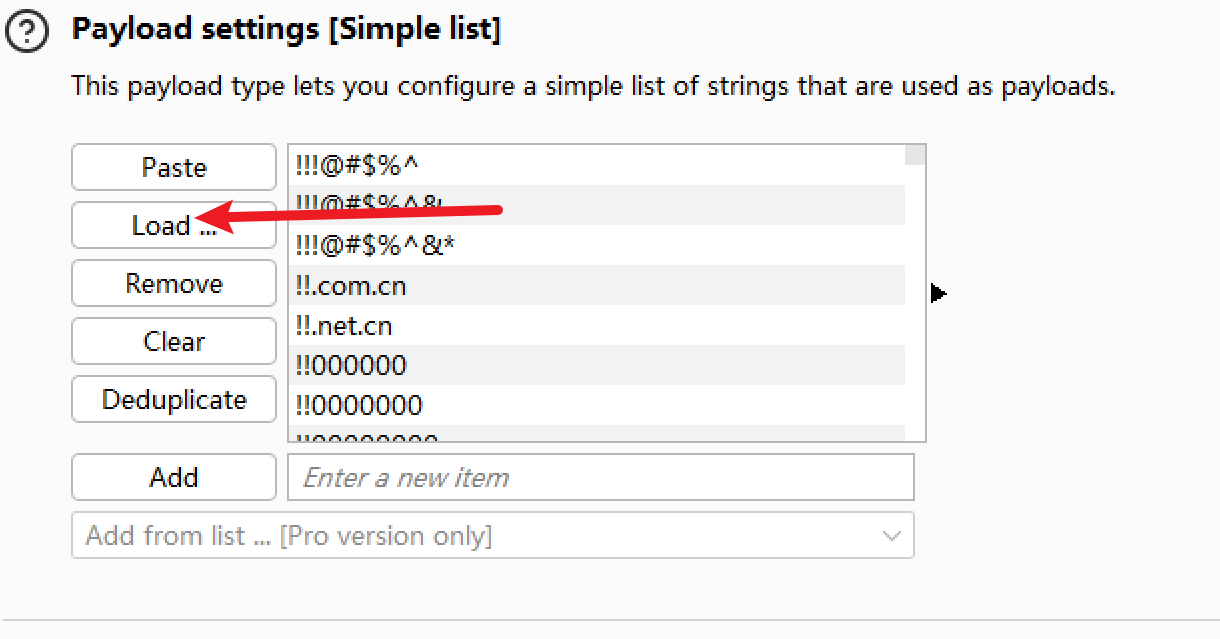 Payload settings [Simple list]
This payload type lets you configure a simple list of strings that are used as payloads.
Paste
Load ...
Remove
Clear
Deduplicate
!!!@#$%^
!!!@#$%^&
!!!@#$%^&*
!!.com.cn
!!.net.cn
!!000000
!!0000000
!!00000000
Add
Enter a new item
Add from list ... [Pro version only]